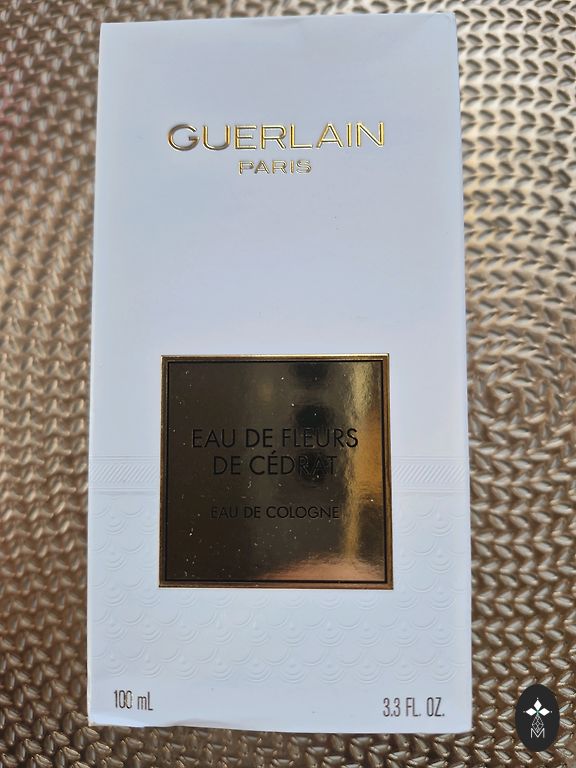 GUERLAIN
PARIS
EAU DE FLEURS
DE CÉDRAT
EAU DE COLOGNE
100 mL
3.3 FL. OZ.
M